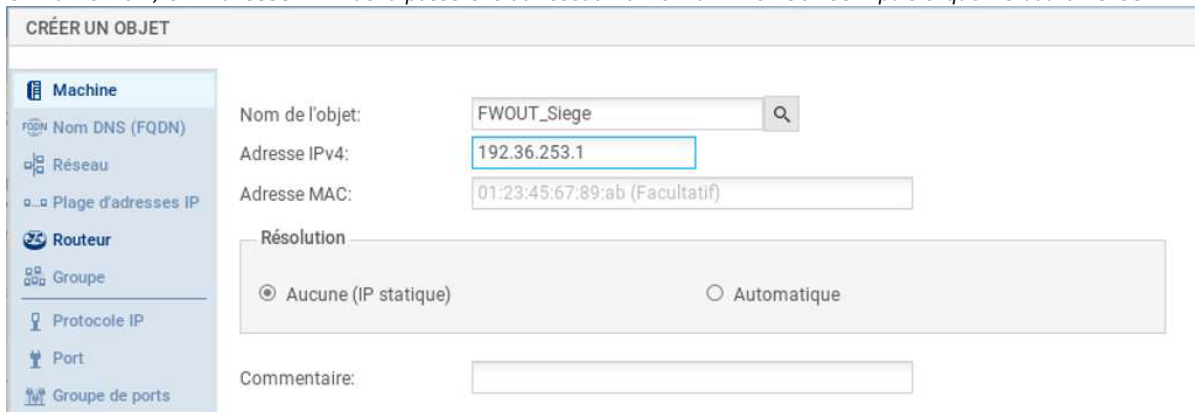 CRÉER UN OBJET
Machine
Nom DNS (FQDN)
Réseau
Plage d'adresses IP
Routeur
Groupe
Protocole IP
Port
Groupe de ports
Nom de l'objet: FWOUT_Siege
Adresse IPv4: 192.36.253.1
Adresse MAC: 01:23:45:67:89:ab (Facultatif)
Résolution
Aucune (IP statique) Automatique
Commentaire: